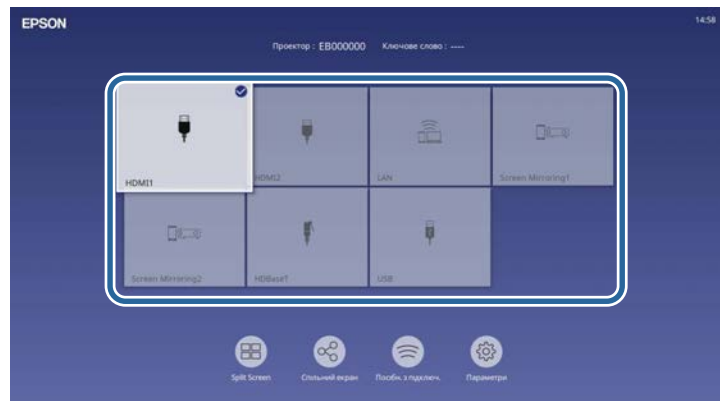 EPSON
14:58
Проектор : EB000000 Ключове слово : ----
HDMI1
HDMI2
LAN
Screen Mirroring1
Screen Mirroring2
HDBaseT
USB
Split Screen
Спільний екран
Посібн. з підключ.
Параметри